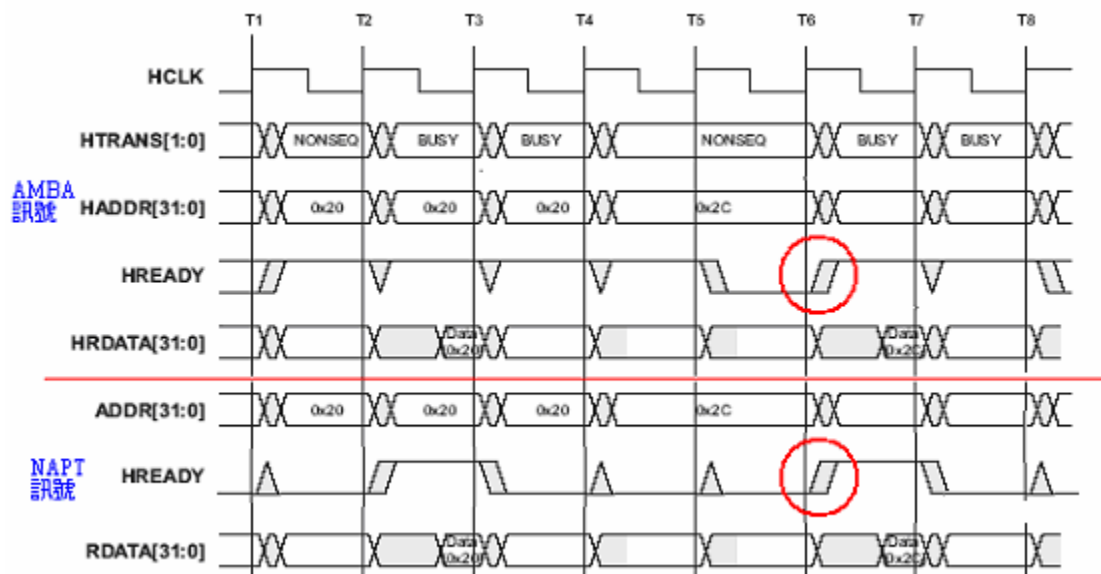 T1 T2 T3 T4 T5 T6 T7 T8
HCLK
HTRANS[1:0] NONSEQ BUSY BUSY NONSEQ BUSY BUSY
AMBA
訊號
HADDR[31:0] 0x20 0x20 0x20 0x2C
HREADY
HRDATA[31:0] Data 0x20 Data 0x2C
ADDR[31:0] 0x20 0x20 0x20 0x2C
NAPT
訊號
HREADY
RDATA[31:0] Data 0x20 Data 0x2C